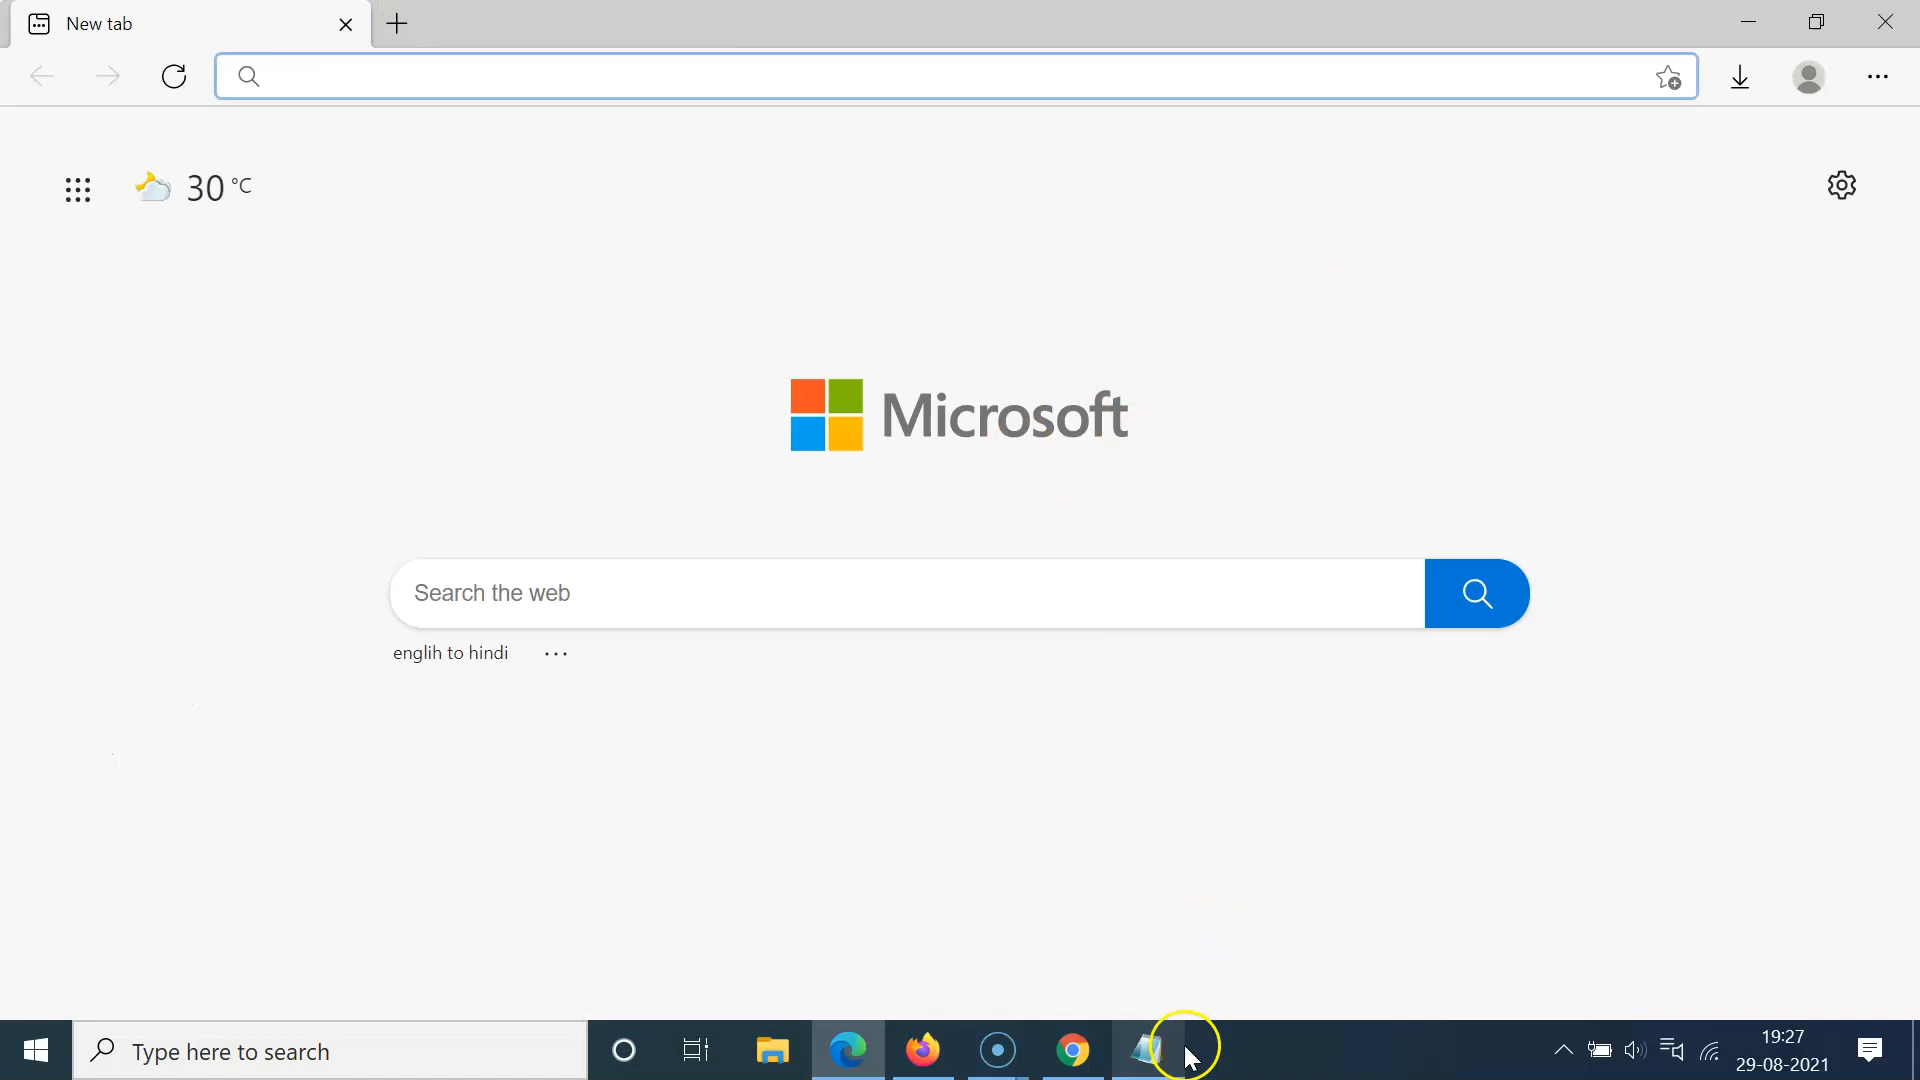 New tab
30 °C
Microsoft
Search the web
englih to hindi
Type here to search
19:27
29-08-2021